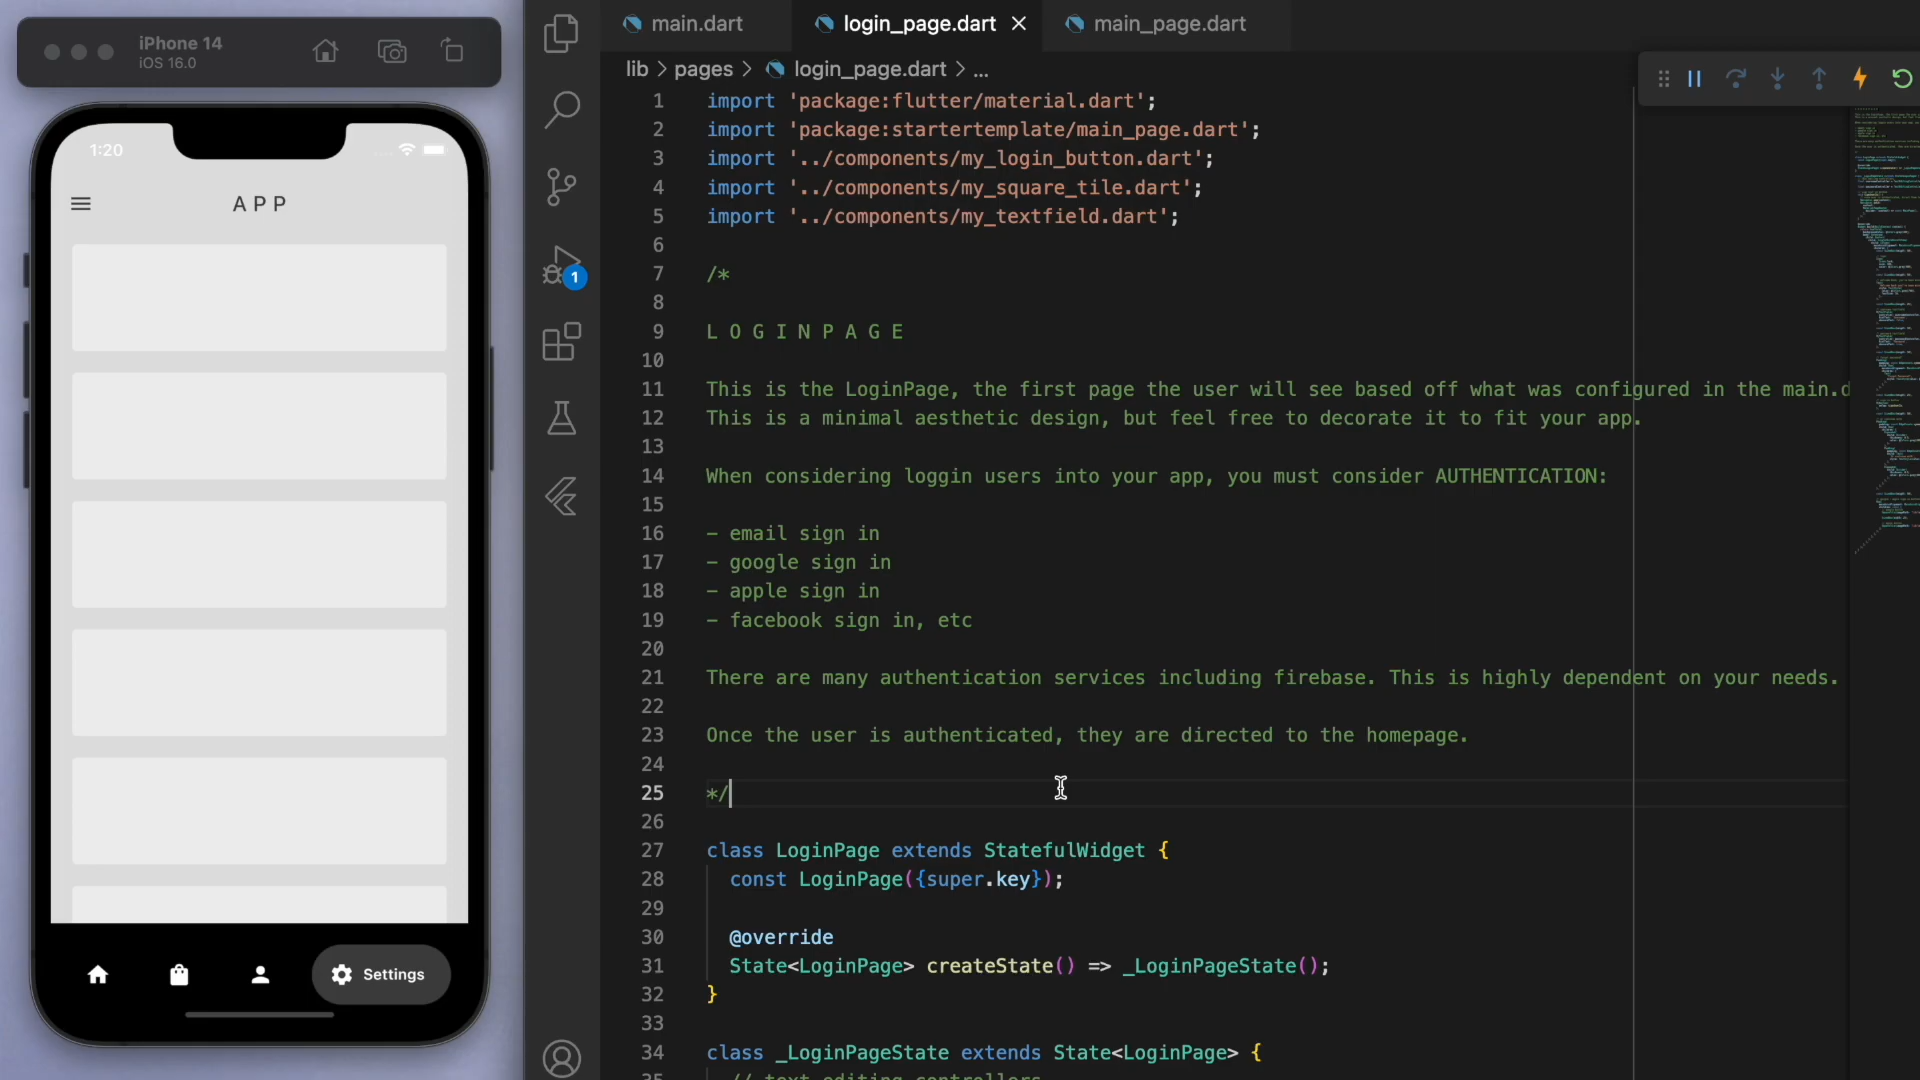 iPhone 14
iOS 16.0
1:20
APP
Settings
main.dart
login_page.dart
main_page.dart
lib > pages > login_page.dart > ...
1
1 import 'package:flutter/material.dart';
2 import 'package:startertemplate/main_page.dart';
3 import '../components/my_login_button.dart';
4 import '../components/my_square_tile.dart';
5 import '../components/my_textfield.dart';
6
7 /*
8
9 L O G I N P A G E
10
11 This is the LoginPage, the first page the user will see based off what was configured in the main.d
12 This is a minimal aesthetic design, but feel free to decorate it to fit your app.
13
14 When considering loggin users into your app, you must consider AUTHENTICATION:
15
16 - email sign in
17 - google sign in
18 - apple sign in
19 - facebook sign in, etc
20
21 There are many authentication services including firebase. This is highly dependent on your needs.
22
23 Once the user is authenticated, they are directed to the homepage.
24
25 */
26
27 class LoginPage extends StatefulWidget {
28 const LoginPage({super.key});
29
30 @override
31 State<LoginPage> createState() => _LoginPageState();
32 }
33
34 class _LoginPageState extends State<LoginPage> {
35 // text editing controllers